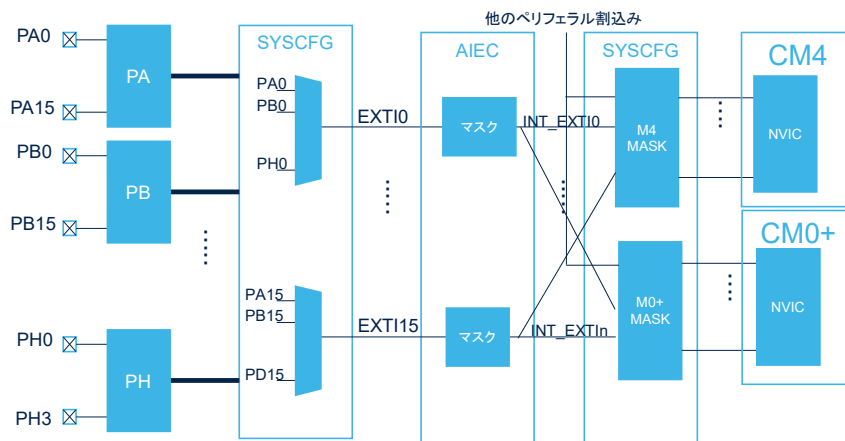 他のペリフェラル割込み
PA0
PA15
PB0
PB15
PH0
PH3
PA
PB
PH
SYSCFG
PA0
PB0
PH0
PA15
PB15
PD15
EXTI0
EXTI15
AIEC
マスク
マスク
INT_EXTI0
INT_EXTIn
SYSCFG
M4
MASK
M0+
MASK
CM4
NVIC
CM0+
NVIC